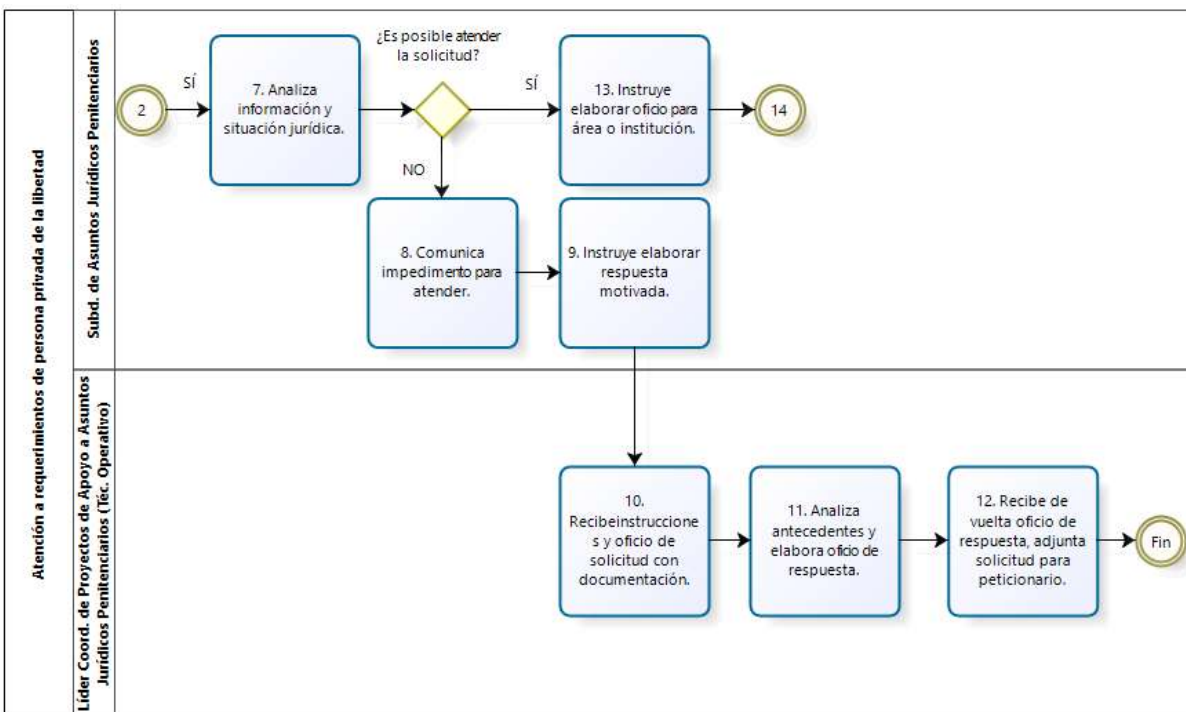 Atención a requerimientos de persona privada de la libertad
Subd. de Asuntos Jurídicos Penitenciarios
2
SÍ
7. Analiza
información y
situación jurídica.
¿Es posible atender
la solicitud?
SÍ
13. Instruye
elaborar oficio para
área o institución.
14
NO
8. Comunica
impedimento para
atender.
9. Instruye elaborar
respuesta
motivada.
Líder Coord. de Proyectos de Apoyo a Asuntos
Jurídicos Penitenciarios (Téc. Operativo)
10.
Recibeinstruccione
s y oficio de
solicitud con
documentación.
11. Analiza
antecedentes y
elabora oficio de
respuesta.
12. Recibe de
vuelta oficio de
respuesta, adjunta
solicitud para
peticionario.
Fin